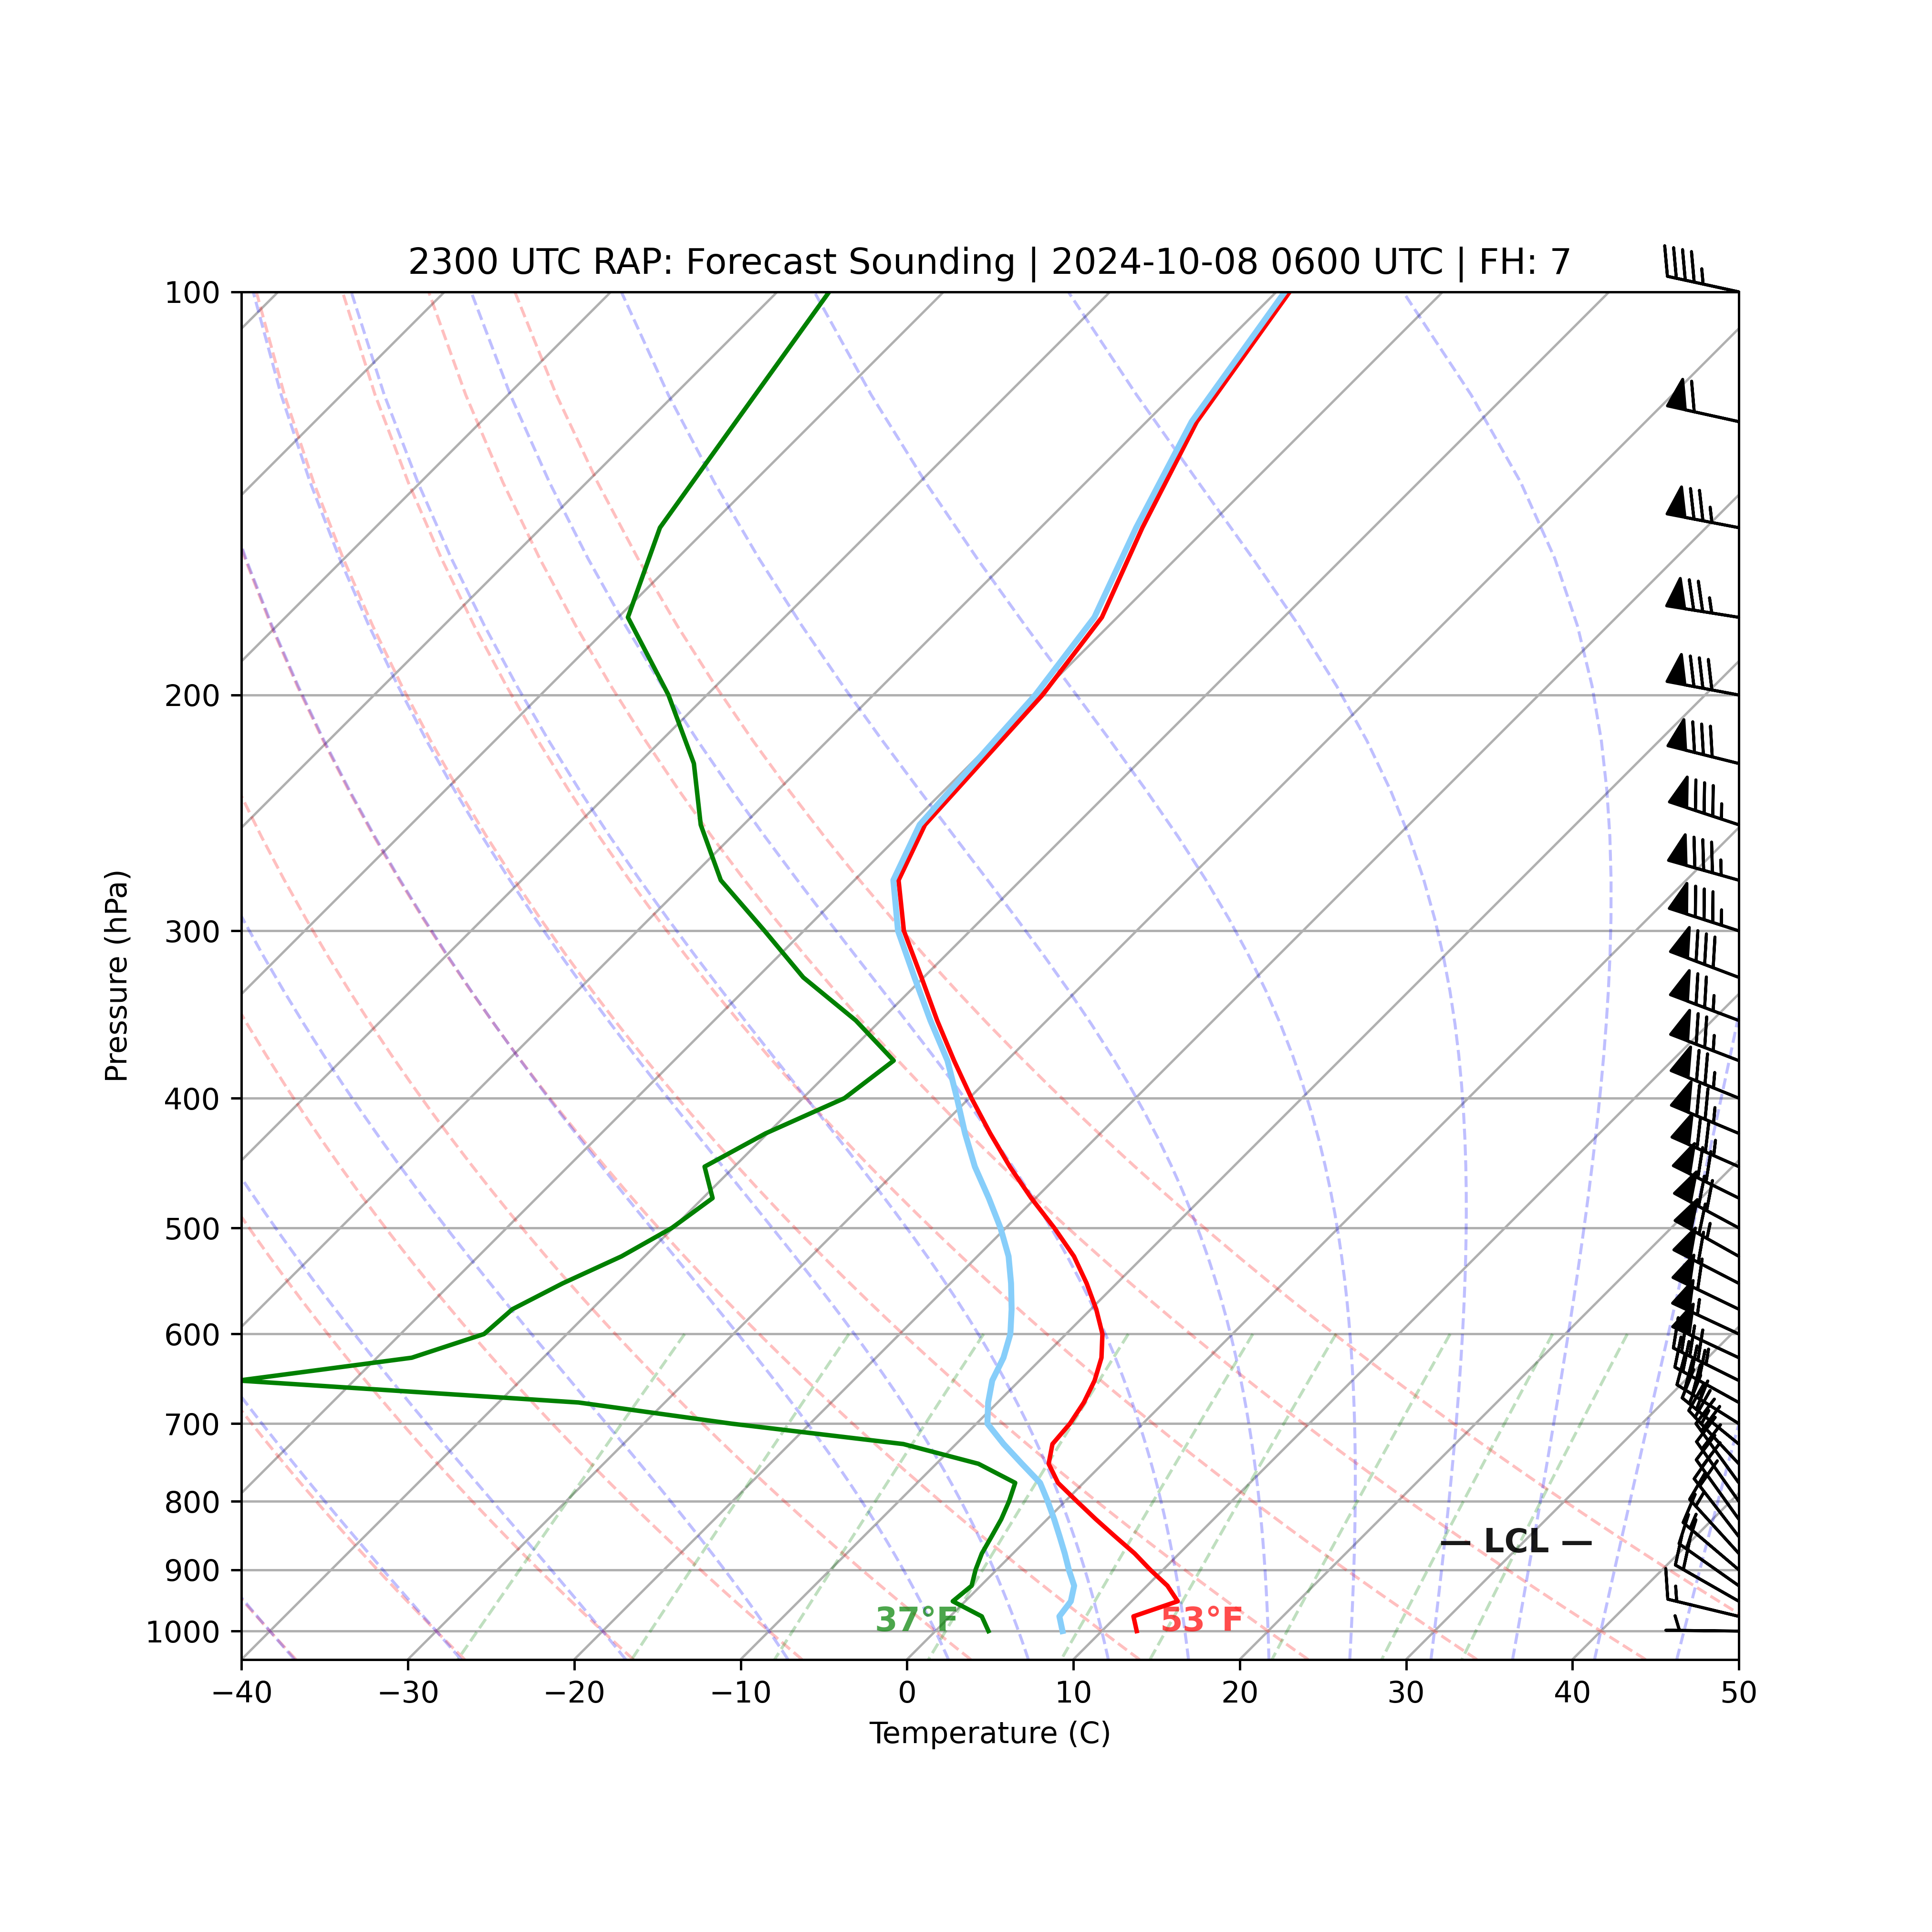 2300 UTC RAP: Forecast Sounding | 2024-10-08 0600 UTC | FH: 7
100
200
300
400
500
600
700
800
900
1000
Pressure (hPa)
— LCL —
37°F
53°F
−40 −30 −20 −10 0 10 20 30 40 50
Temperature (C)